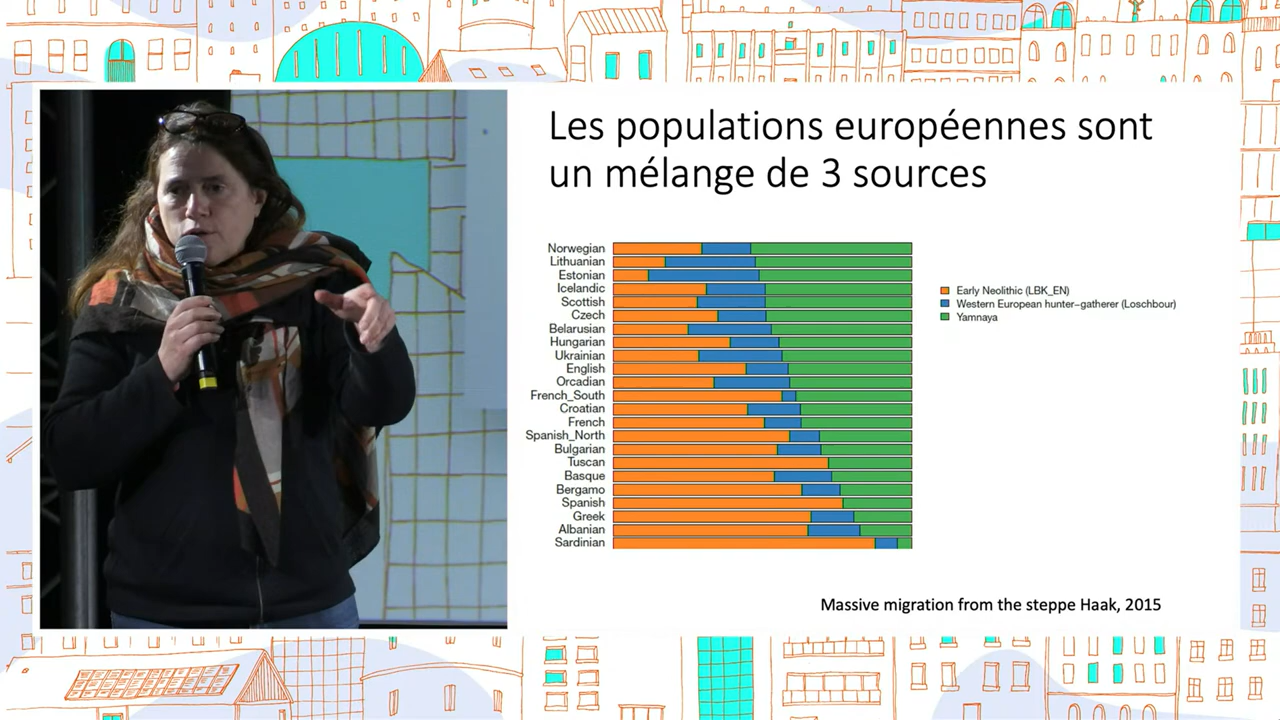 Les populations européennes sont
un mélange de 3 sources
Norwegian
Lithuanian
Estonian
Icelandic
Scottish
Czech
Belarusian
Hungarian
Ukrainian
English
Orcadian
French_South
Croatian
French
Spanish_North
Bulgarian
Tuscan
Basque
Bergamo
Spanish
Greek
Albanian
Sardinian
Early Neolithic (LBK_EN)
Western European hunter–gatherer (Loschbour)
Yamnaya
Massive migration from the steppe Haak, 2015